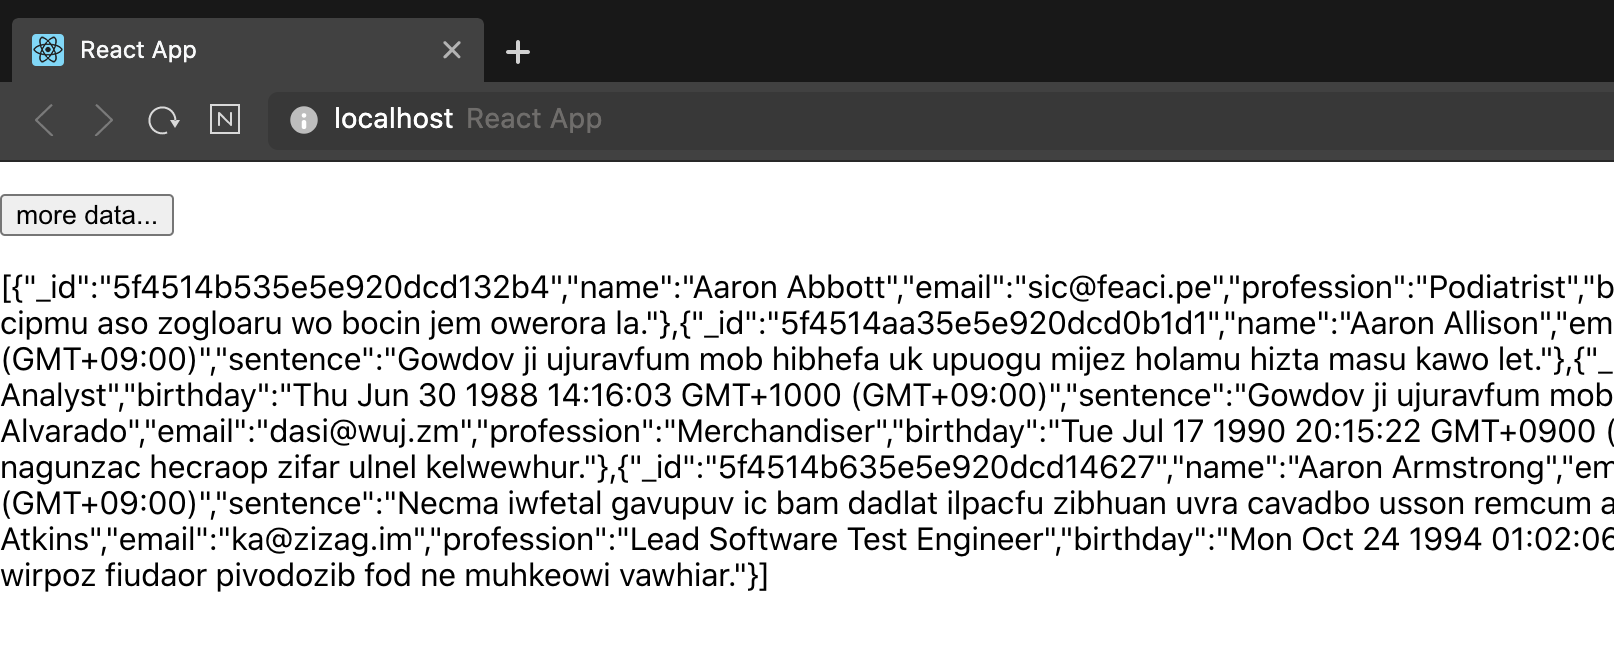 React App
N
localhost React App
more data...
[{"_id":"5f4514b535e5e920dcd132b4","name":"Aaron Abbott","email":"sic@feaci.pe","profession":"Podiatrist","b
cipmu aso zogloaru wo bocin jem owerora la."},{"_id":"5f4514aa35e5e920dcd0b1d1","name":"Aaron Allison","em
(GMT+09:00)","sentence":"Gowdov ji ujuravfum mob hibhefa uk upuogu mijez holamu hizta masu kawo let."},{"_
Analyst","birthday":"Thu Jun 30 1988 14:16:03 GMT+1000 (GMT+09:00)","sentence":"Gowdov ji ujuravfum mob
Alvarado","email":"dasi@wuj.zm","profession":"Merchandiser","birthday":"Tue Jul 17 1990 20:15:22 GMT+0900 (
nagunzac hecraop zifar ulnel kelwewhur."},{"_id":"5f4514b635e5e920dcd14627","name":"Aaron Armstrong","em
(GMT+09:00)","sentence":"Necma iwfetal gavupuv ic bam dadlat ilpacfu zibhuan uvra cavadbo usson remcum a
Atkins","email":"ka@zizag.im","profession":"Lead Software Test Engineer","birthday":"Mon Oct 24 1994 01:02:06
wirpoz fiudaor pivodozib fod ne muhkeowi vawhiar."}]